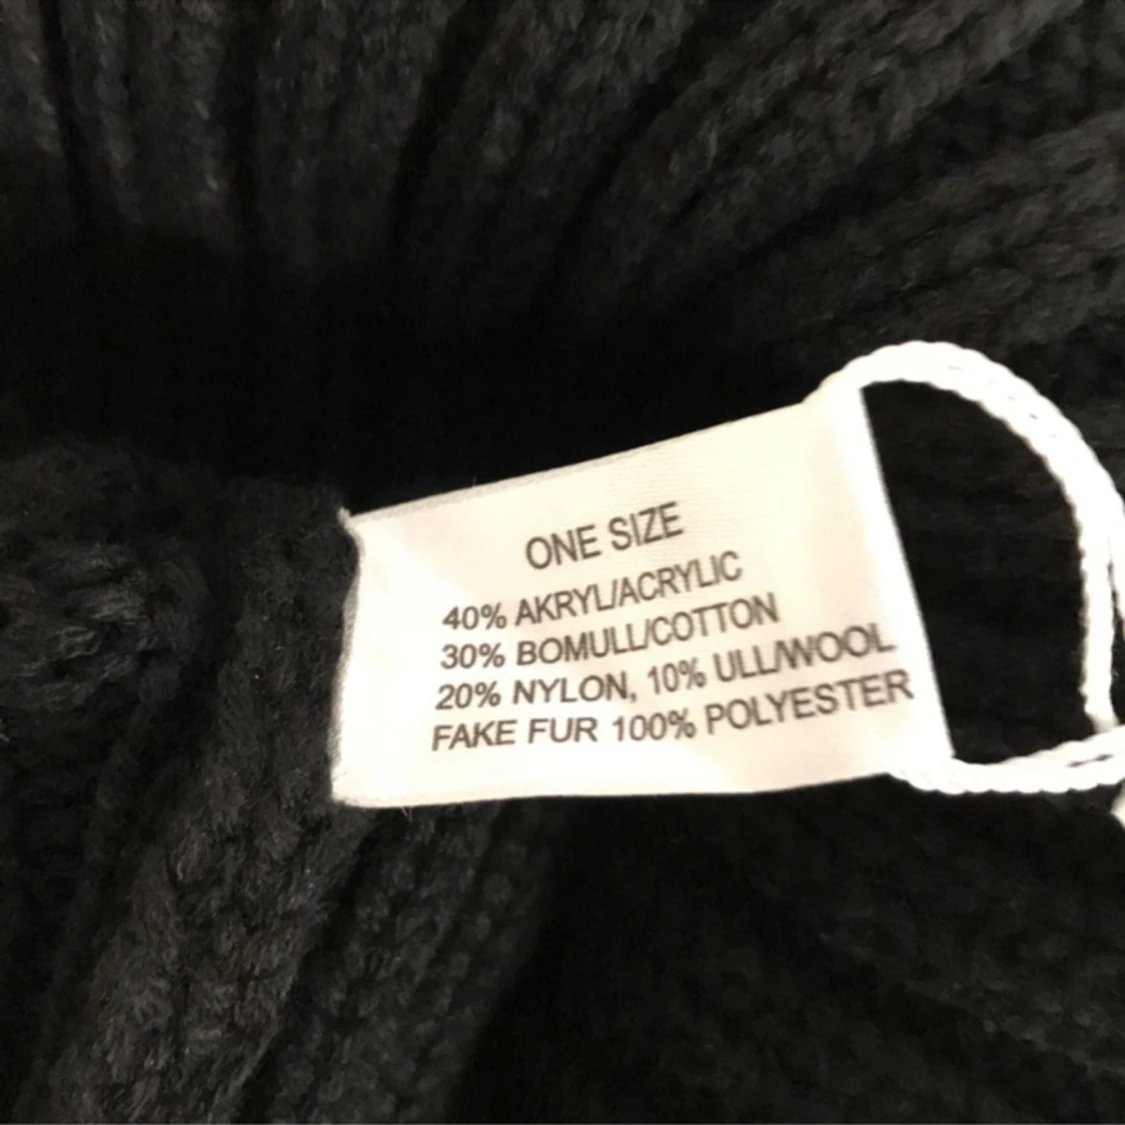 ONE SIZE
40% AKRYL/ACRYLIC
30% BOMULL/COTTON
20% NYLON, 10% ULL/WOOL
FAKE FUR 100% POLYESTER